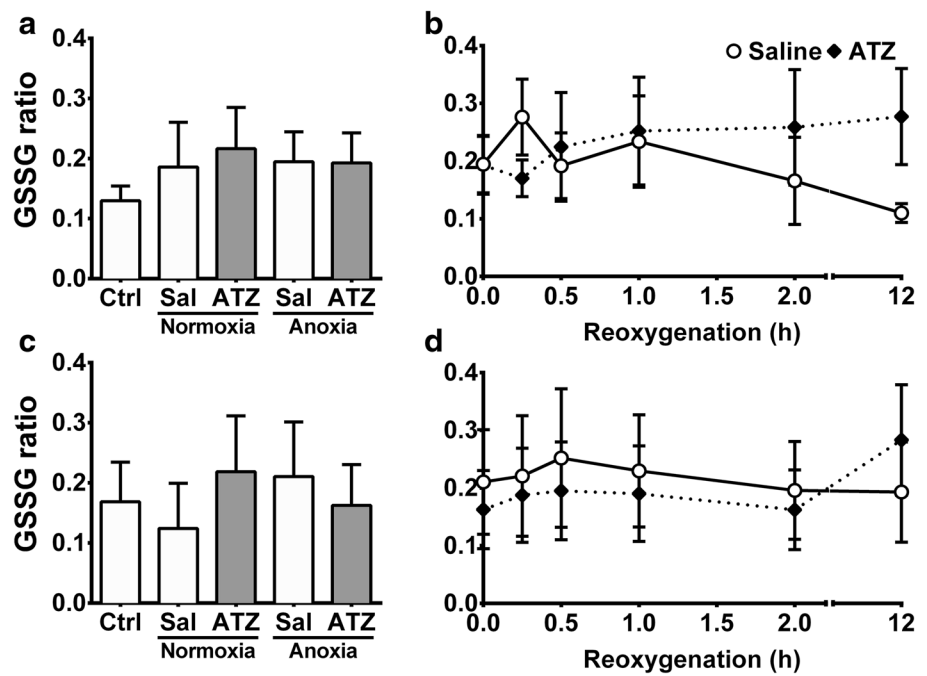 a
GSSG ratio
0.4
0.3
0.2
0.1
0.0
Ctrl Sal ATZ Sal ATZ
Normoxia Anoxia
b
Saline ATZ
0.4
0.3
0.2
0.1
0.0
0.0 0.5 1.0 1.5 2.0 12
Reoxygenation (h)
c
GSSG ratio
0.4
0.3
0.2
0.1
0.0
Ctrl Sal ATZ Sal ATZ
Normoxia Anoxia
d
0.4
0.3
0.2
0.1
0.0
0.0 0.5 1.0 1.5 2.0 12
Reoxygenation (h)